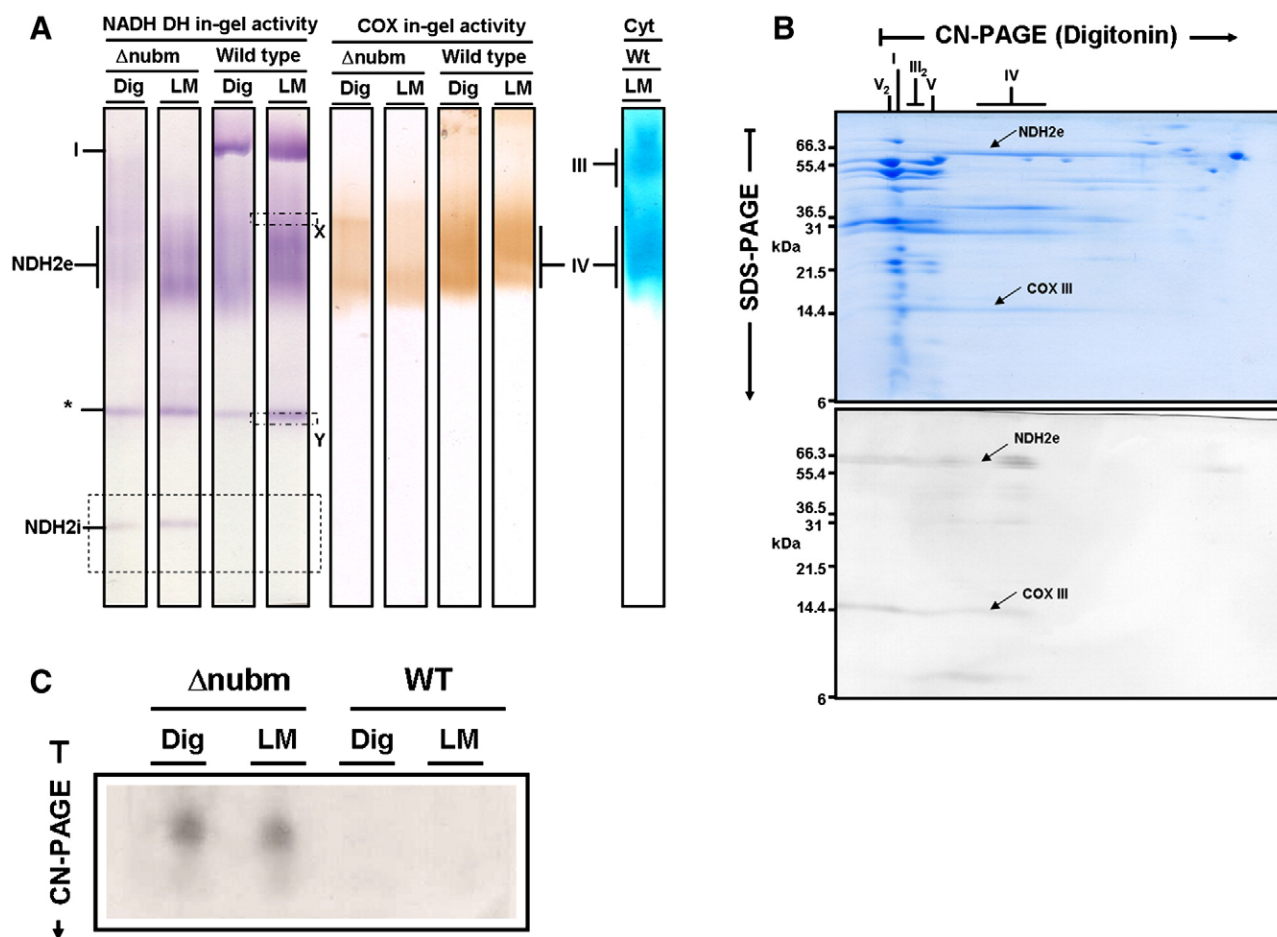 A
NADH DH in-gel activity
COX in-gel activity
Cyt
Δnubm
Wild type
Δnubm
Wild type
Wt
Dig
LM
Dig
LM
Dig
LM
Dig
LM
LM
I
NDH2e
*
NDH2i
X
Y
III
IV
B
CN-PAGE (Digitonin)
V2
I
III2
V
IV
SDS-PAGE
66.3
55.4
36.5
31
kDa
21.5
14.4
6
NDH2e
COX III
66.3
55.4
36.5
31
kDa
21.5
14.4
6
NDH2e
COX III
C
Δnubm
WT
Dig
LM
Dig
LM
CN-PAGE